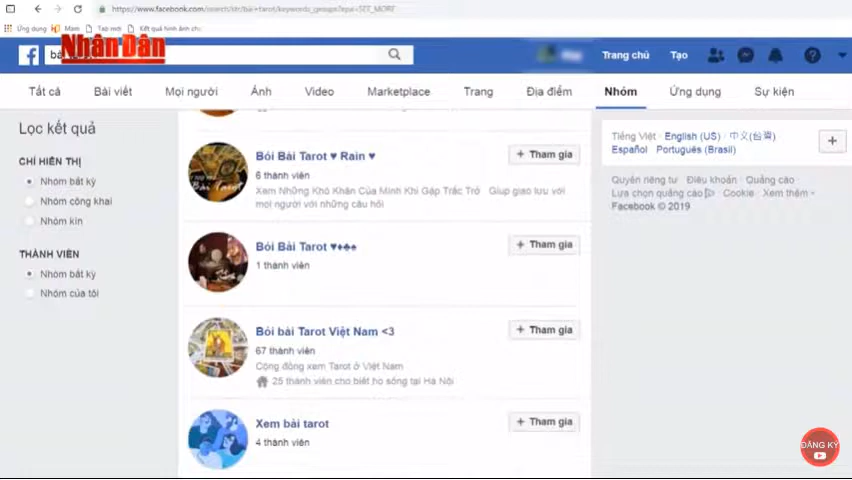 https://www.facebook.com/search/str/bài+tarot/keywords_groups?epa=SEE_MORE
Ứng dụng Mam Tab mới Kết quả hình ảnh ch
Nhân Dân
Trang chủ Tạo
Tất cả Bài viết Mọi người Ảnh Video Marketplace Trang Địa điểm Nhóm Ứng dụng Sự kiện
Lọc kết quả
CHỈ HIỂN THỊ
Nhóm bất kỳ
Nhóm công khai
Nhóm kín
THÀNH VIÊN
Nhóm bất kỳ
Nhóm của tôi
Bói Bài Tarot ♥ Rain ♥
+ Tham gia
6 thành viên
Xem Những Khó Khăn Của Mình Khi Gặp Trắc Trở Giup giao lưu với
mọi người với những câu hỏi
Bói Bài Tarot ♥♦♣♠
+ Tham gia
1 thành viên
Bói bài Tarot Việt Nam <3
+ Tham gia
67 thành viên
Cộng đồng xem Tarot ở Việt Nam
25 thành viên cho biết họ sống tại Hà Nội
Xem bài tarot
+ Tham gia
4 thành viên
Tiếng Việt · English (US) · 中文(台灣) ·
Español · Português (Brasil)
Quyền riêng tư · Điều khoản · Quảng cáo ·
Lựa chọn quảng cáo · Cookie · Xem thêm
Facebook © 2019
ĐĂNG KÝ